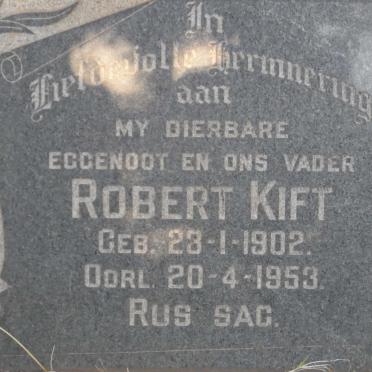 In
Liefdevolle Herinnering
aan
MY DIERBARE
EGGENOOT EN ONS VADER
ROBERT KIFT
GEB. 23-1-1902.
OORL. 20-4-1953.
RUS SAG.